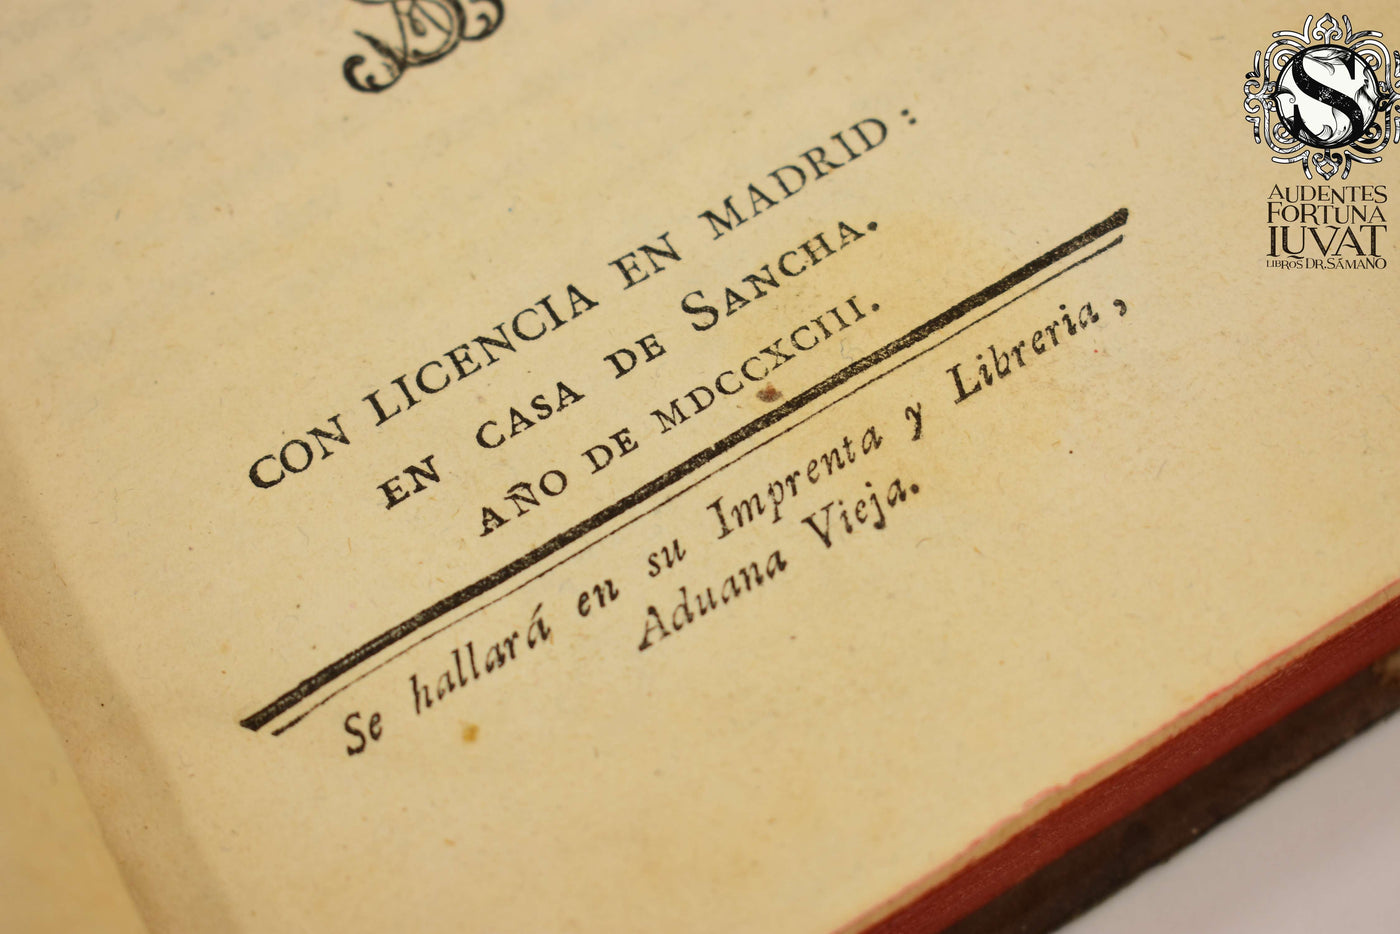 CON LICENCIA EN MADRID:
EN CASA DE SANCHA.
AÑO DE MDCCXCIII.
Se hallará en su Imprenta y Libreria,
Aduana Vieja.
S
AUDENTES
FORTUNA
IUVAT
LIBROS DR. SÁMANO